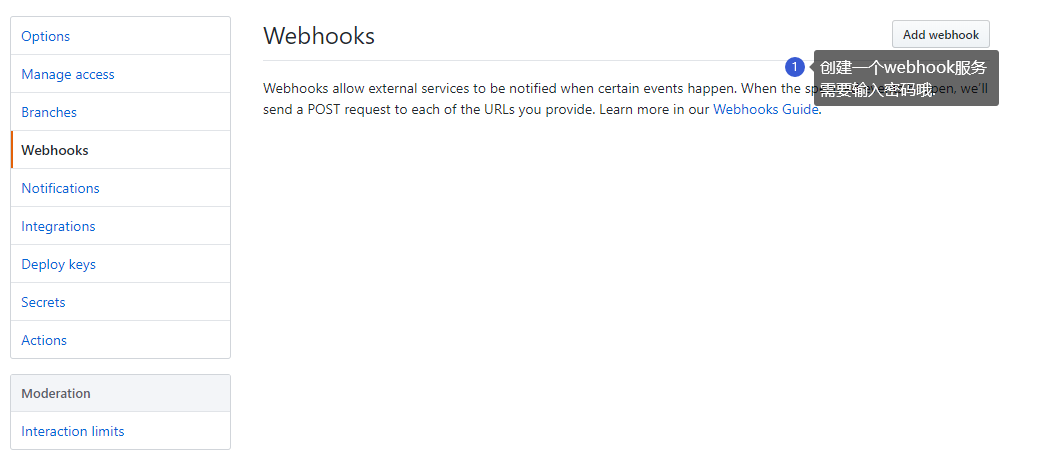 Options
Manage access
Branches
Webhooks
Notifications
Integrations
Deploy keys
Secrets
Actions
Moderation
Interaction limits
Webhooks
Add webhook
1
创建一个webhook服务
需要输入密码哦.
Webhooks allow external services to be notified when certain events happen. When the sp we'll
send a POST request to each of the URLs you provide. Learn more in our Webhooks Guide.